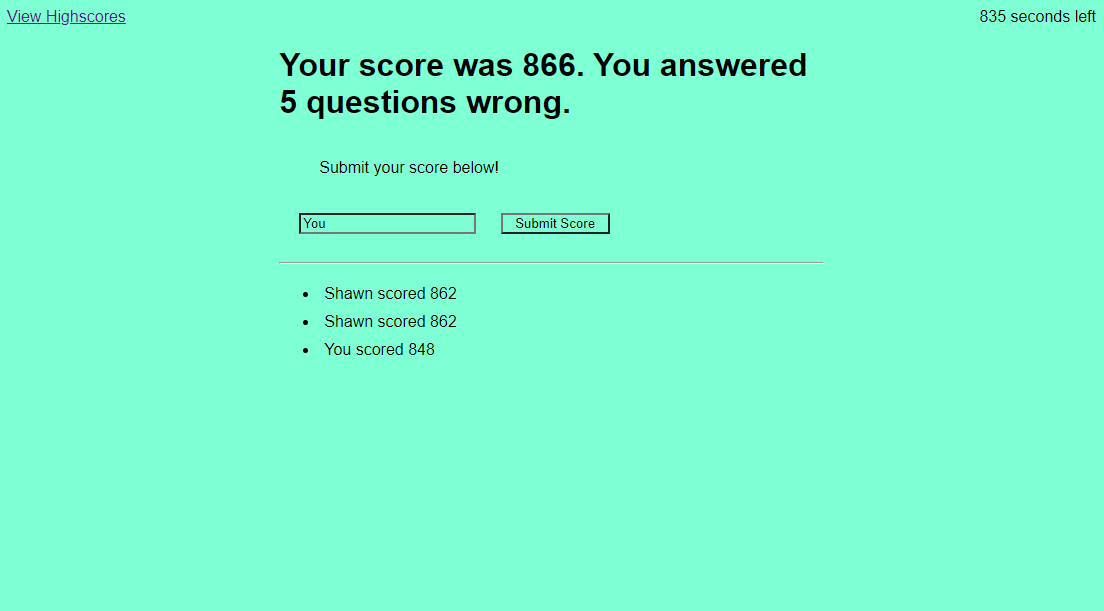 View Highscores
835 seconds left
Your score was 866. You answered
5 questions wrong.
Submit your score below!
You
Submit Score
Shawn scored 862
Shawn scored 862
You scored 848